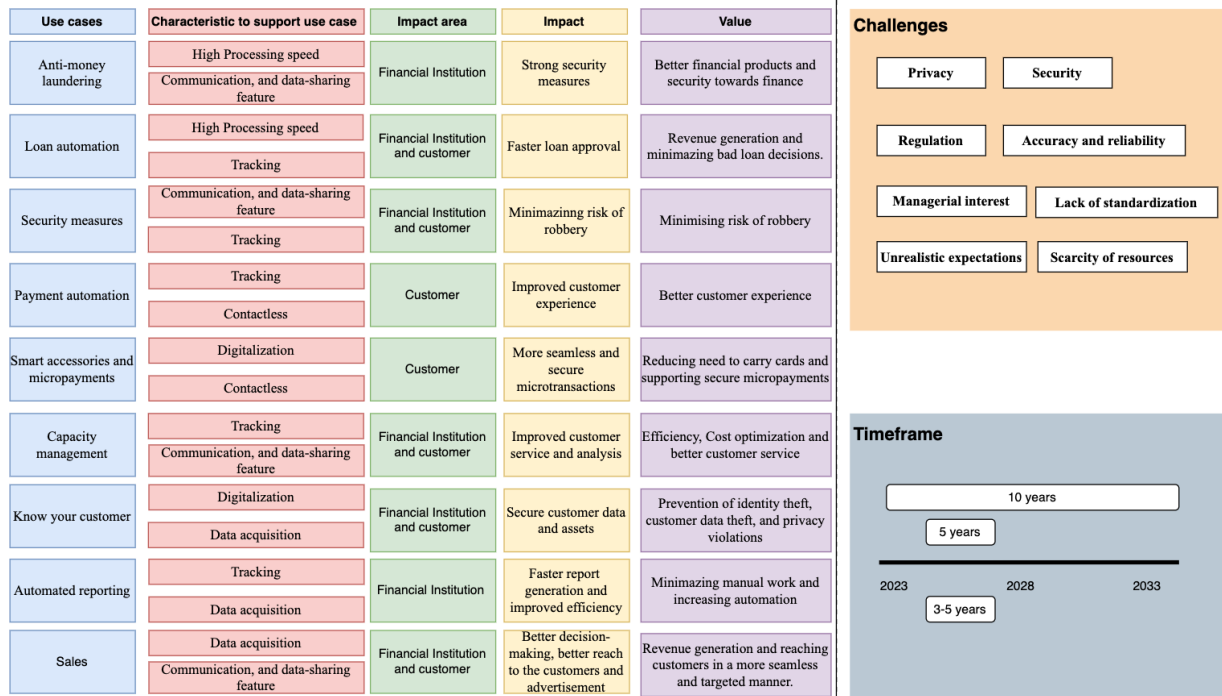 Use cases
Characteristic to support use case
Impact area
Impact
Value
Anti-money
laundering
High Processing speed
Communication, and data-sharing
feature
Financial Institution
Strong security
measures
Better financial products and
security towards finance
Loan automation
High Processing speed
Tracking
Financial Institution
and customer
Faster loan approval
Revenue generation and
minimazing bad loan decisions.
Security measures
Communication, and data-sharing
feature
Tracking
Financial Institution
and customer
Minimazinng risk of
robbery
Minimising risk of robbery
Payment automation
Tracking
Contactless
Customer
Improved customer
experience
Better customer experience
Smart accessories and
micropayments
Digitalization
Contactless
Customer
More seamless and
secure
microtransactions
Reducing need to carry cards and
supporting secure micropayments
Capacity
management
Tracking
Communication, and data-sharing
feature
Financial Institution
and customer
Improved customer
service and analysis
Efficiency, Cost optimization and
better customer service
Know your customer
Digitalization
Data acquisition
Financial Institution
and customer
Secure customer data
and assets
Prevention of identity theft,
customer data theft, and privacy
violations
Automated reporting
Tracking
Data acquisition
Financial Institution
Faster report
generation and
improved efficiency
Minimazing manual work and
increasing automation
Sales
Data acquisition
Communication, and data-sharing
feature
Financial Institution
and customer
Better decision-
making, better reach
to the customers and
advertisement
Revenue generation and reaching
customers in a more seamless
and targeted manner.
Challenges
Privacy
Security
Regulation
Accuracy and reliability
Managerial interest
Lack of standardization
Unrealistic expectations
Scarcity of resources
Timeframe
10 years
5 years
2023
2028
2033
3-5 years